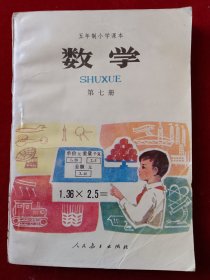 五年制小学课本
数学
SHUXUE
第七册
1.36×2.5=
人民教育出版社